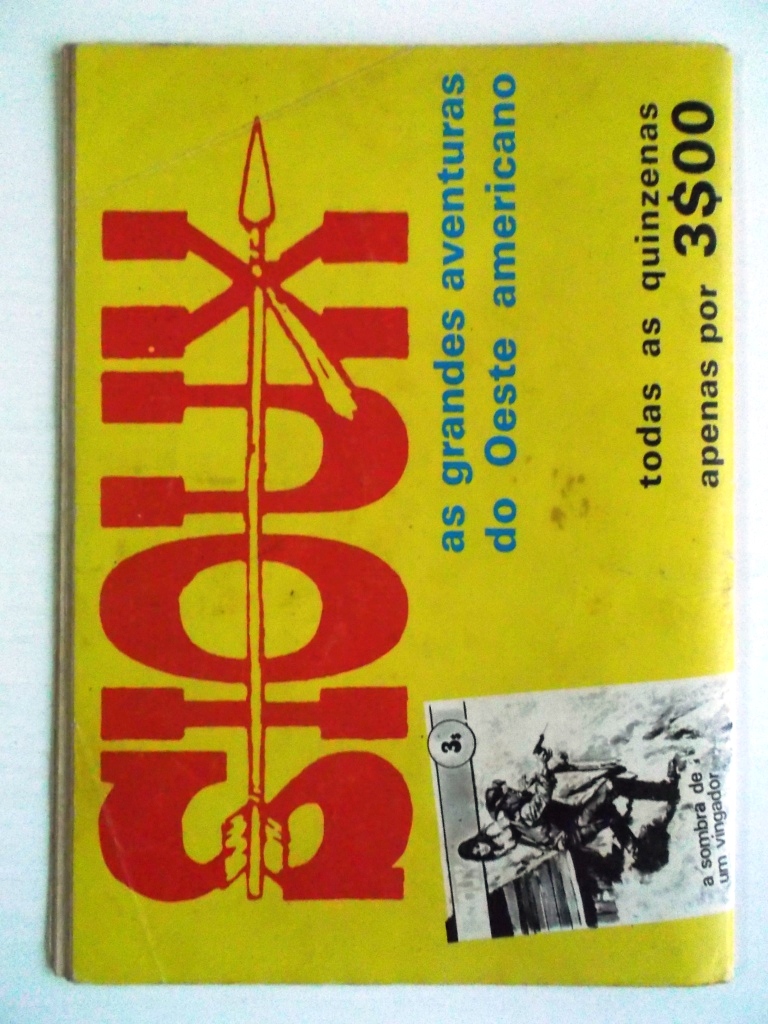 SIOUX
as grandes aventuras
do Oeste americano
todas as quinzenas
apenas por 3$00
3$
a sombra de
um vingador